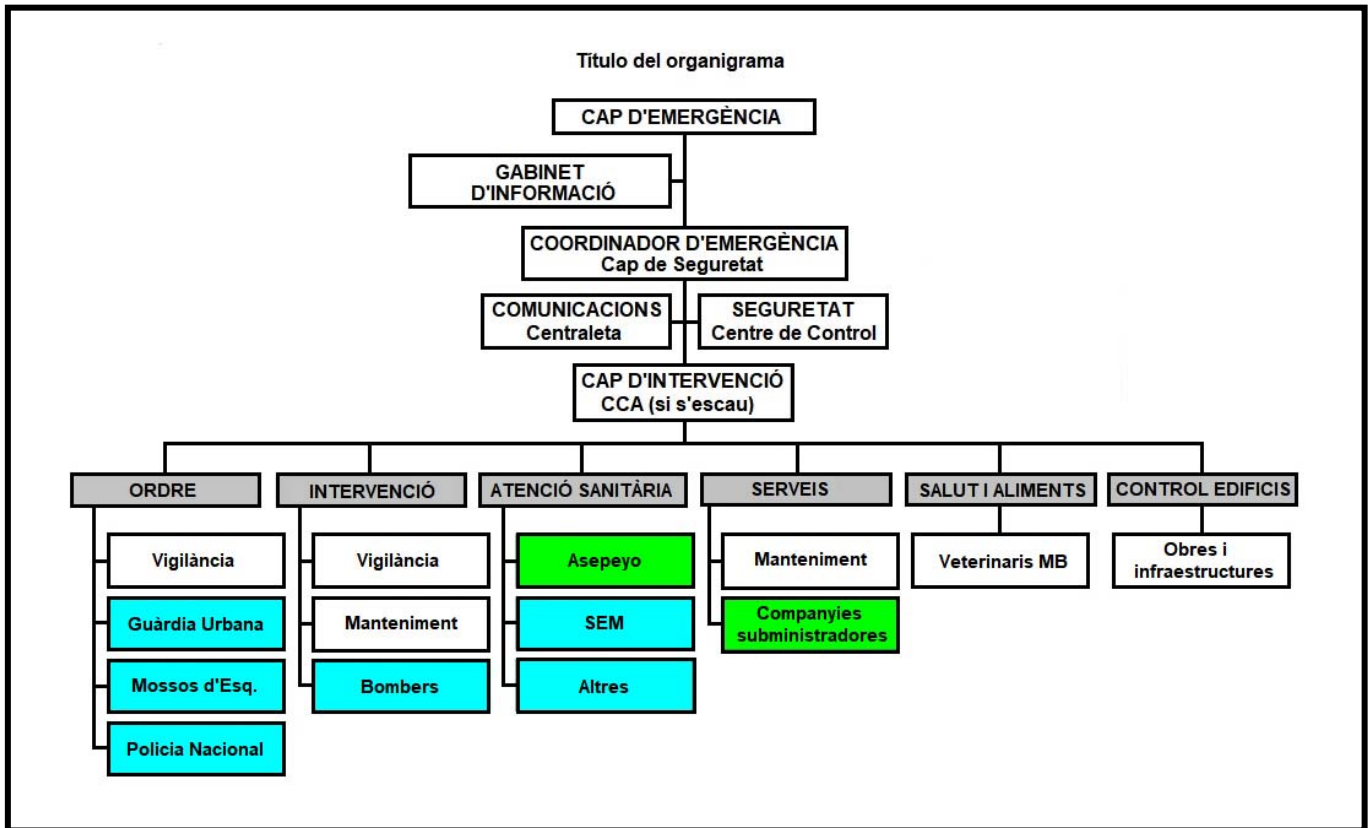 Título del organigrama
CAP D'EMERGÈNCIA
GABINET
D'INFORMACIÓ
COORDINADOR D'EMERGÈNCIA
Cap de Seguretat
COMUNICACIONS
Centraleta
SEGURETAT
Centre de Control
CAP D'INTERVENCIÓ
CCA (si s'escau)
ORDRE
Vigilància
Guàrdia Urbana
Mossos d'Esq.
Policia Nacional
INTERVENCIÓ
Vigilància
Manteniment
Bombers
ATENCIÓ SANITÀRIA
Asepeyo
SEM
Altres
SERVEIS
Manteniment
Companyies
subministradores
SALUT I ALIMENTS
Veterinaris MB
CONTROL EDIFICIS
Obres i
infraestructures